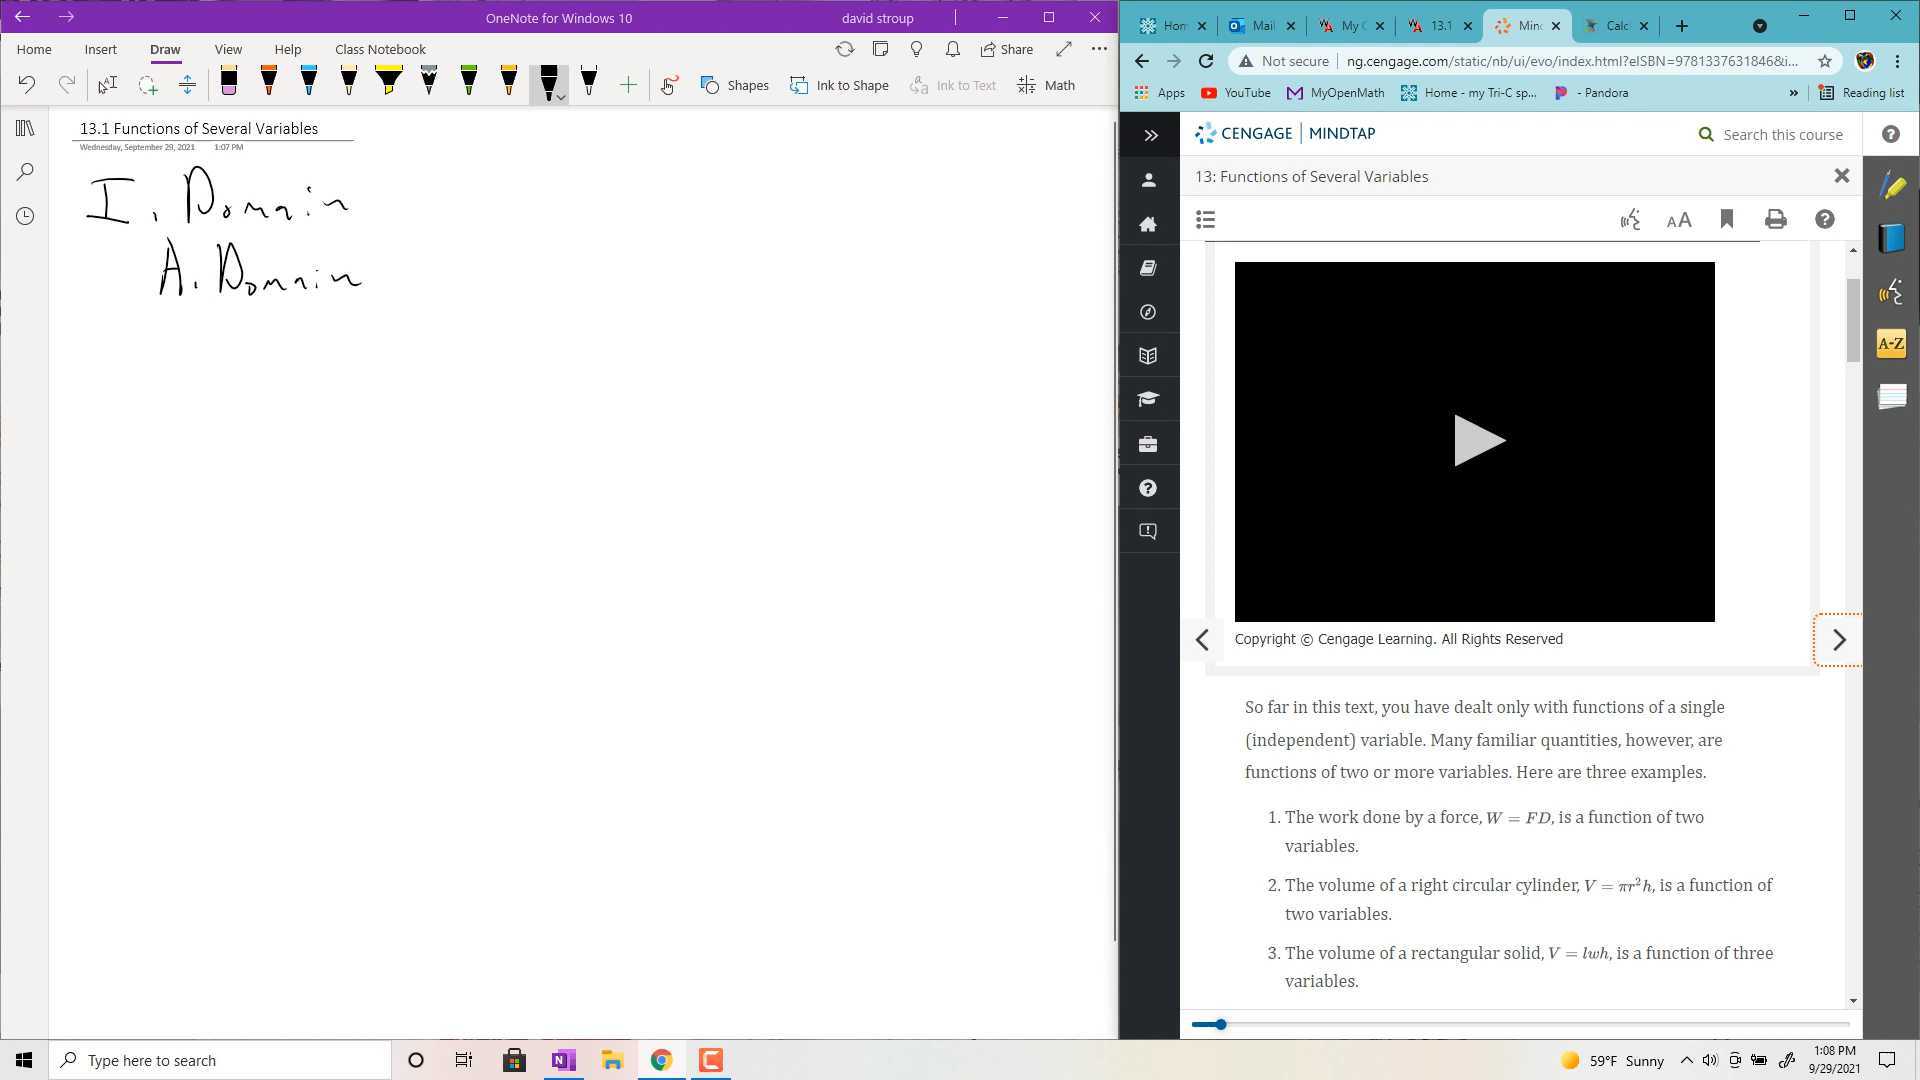 OneNote for Windows 10
david stroup
Home Insert Draw View Help Class Notebook
Share
Shapes Ink to Shape Ink to Text Math
13.1 Functions of Several Variables
Wednesday, September 29, 2021 1:07 PM
I. Domain
A. Domain
Hom Mail My C 13.1 Minc Calcl
Not secure ng.cengage.com/static/nb/ui/evo/index.html?eISBN=9781337631846&i...
Apps YouTube MyOpenMath Home - my Tri-C sp... - Pandora » Reading list
CENGAGE | MINDTAP
Search this course
13: Functions of Several Variables
AA
A-Z
Copyright © Cengage Learning. All Rights Reserved
So far in this text, you have dealt only with functions of a single
(independent) variable. Many familiar quantities, however, are
functions of two or more variables. Here are three examples.
1. The work done by a force, W = FD, is a function of two
variables.
2. The volume of a right circular cylinder, V = πr²h, is a function of
two variables.
3. The volume of a rectangular solid, V = lwh, is a function of three
variables.
Type here to search
59°F Sunny
1:08 PM
9/29/2021